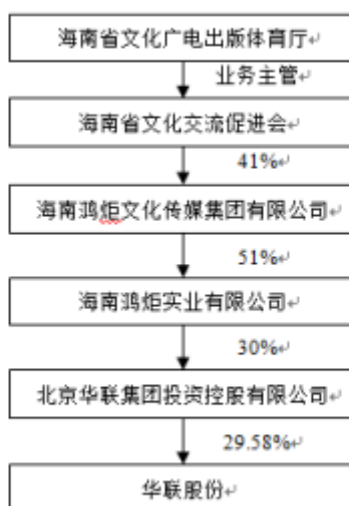 海南省文化广电出版体育厅
业务主管
海南省文化交流促进会
41%
海南鸿炬文化传媒集团有限公司
51%
海南鸿炬实业有限公司
30%
北京华联集团投资控股有限公司
29.58%
华联股份